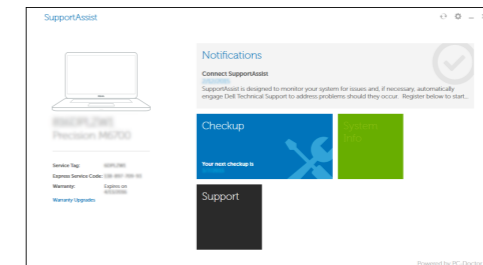 SupportAssist
Notifications
Connect SupportAssist
SupportAssist is designed to monitor your system for issues and, if necessary, automatically
engage Dell Technical Support to address problems should they occur. Register below to start...
Precision M6700
Checkup
System
Info
Your next checkup is
Service Tag:
Express Service Code:
Warranty: Expires on
Warranty Upgrades
Support
Powered by PC-Doctor